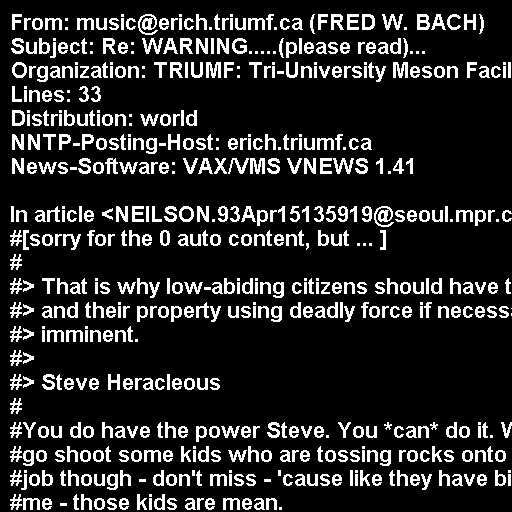 From: music@erich.triumf.ca (FRED W. BACH)
Subject: Re: WARNING.....(please read)...
Organization: TRIUMF: Tri-University Meson Facil
Lines: 33
Distribution: world
NNTP-Posting-Host: erich.triumf.ca
News-Software: VAX/VMS VNEWS 1.41
In article <NEILSON.93Apr15135919@seoul.mpr.c
#[sorry for the 0 auto content, but ... ]
#
#> That is why low-abiding citizens should have t
#> and their property using deadly force if necessa
#> imminent.
#>
#> Steve Heracleous
#
#You do have the power Steve. You *can* do it. W
#go shoot some kids who are tossing rocks onto
#job though - don't miss - 'cause like they have bi
#me - those kids are mean.